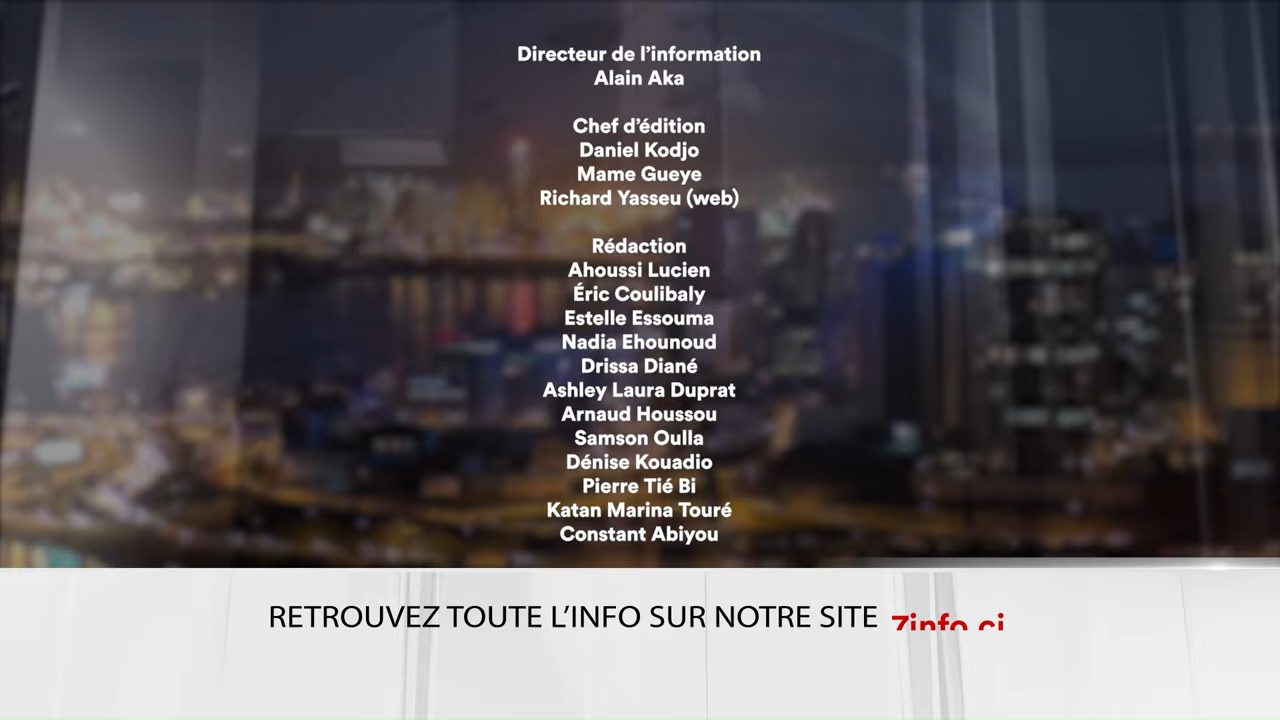 Directeur de l’information
Alain Aka
Chef d’édition
Daniel Kodjo
Mame Gueye
Richard Yasseu (web)
Rédaction
Ahoussi Lucien
Éric Coulibaly
Estelle Essouma
Nadia Ehounoud
Drissa Diané
Ashley Laura Duprat
Arnaud Houssou
Samson Oulla
Dénise Kouadio
Pierre Tié Bi
Katan Marina Touré
Constant Abiyou
RETROUVEZ TOUTE L’INFO SUR NOTRE SITE 7info.ci